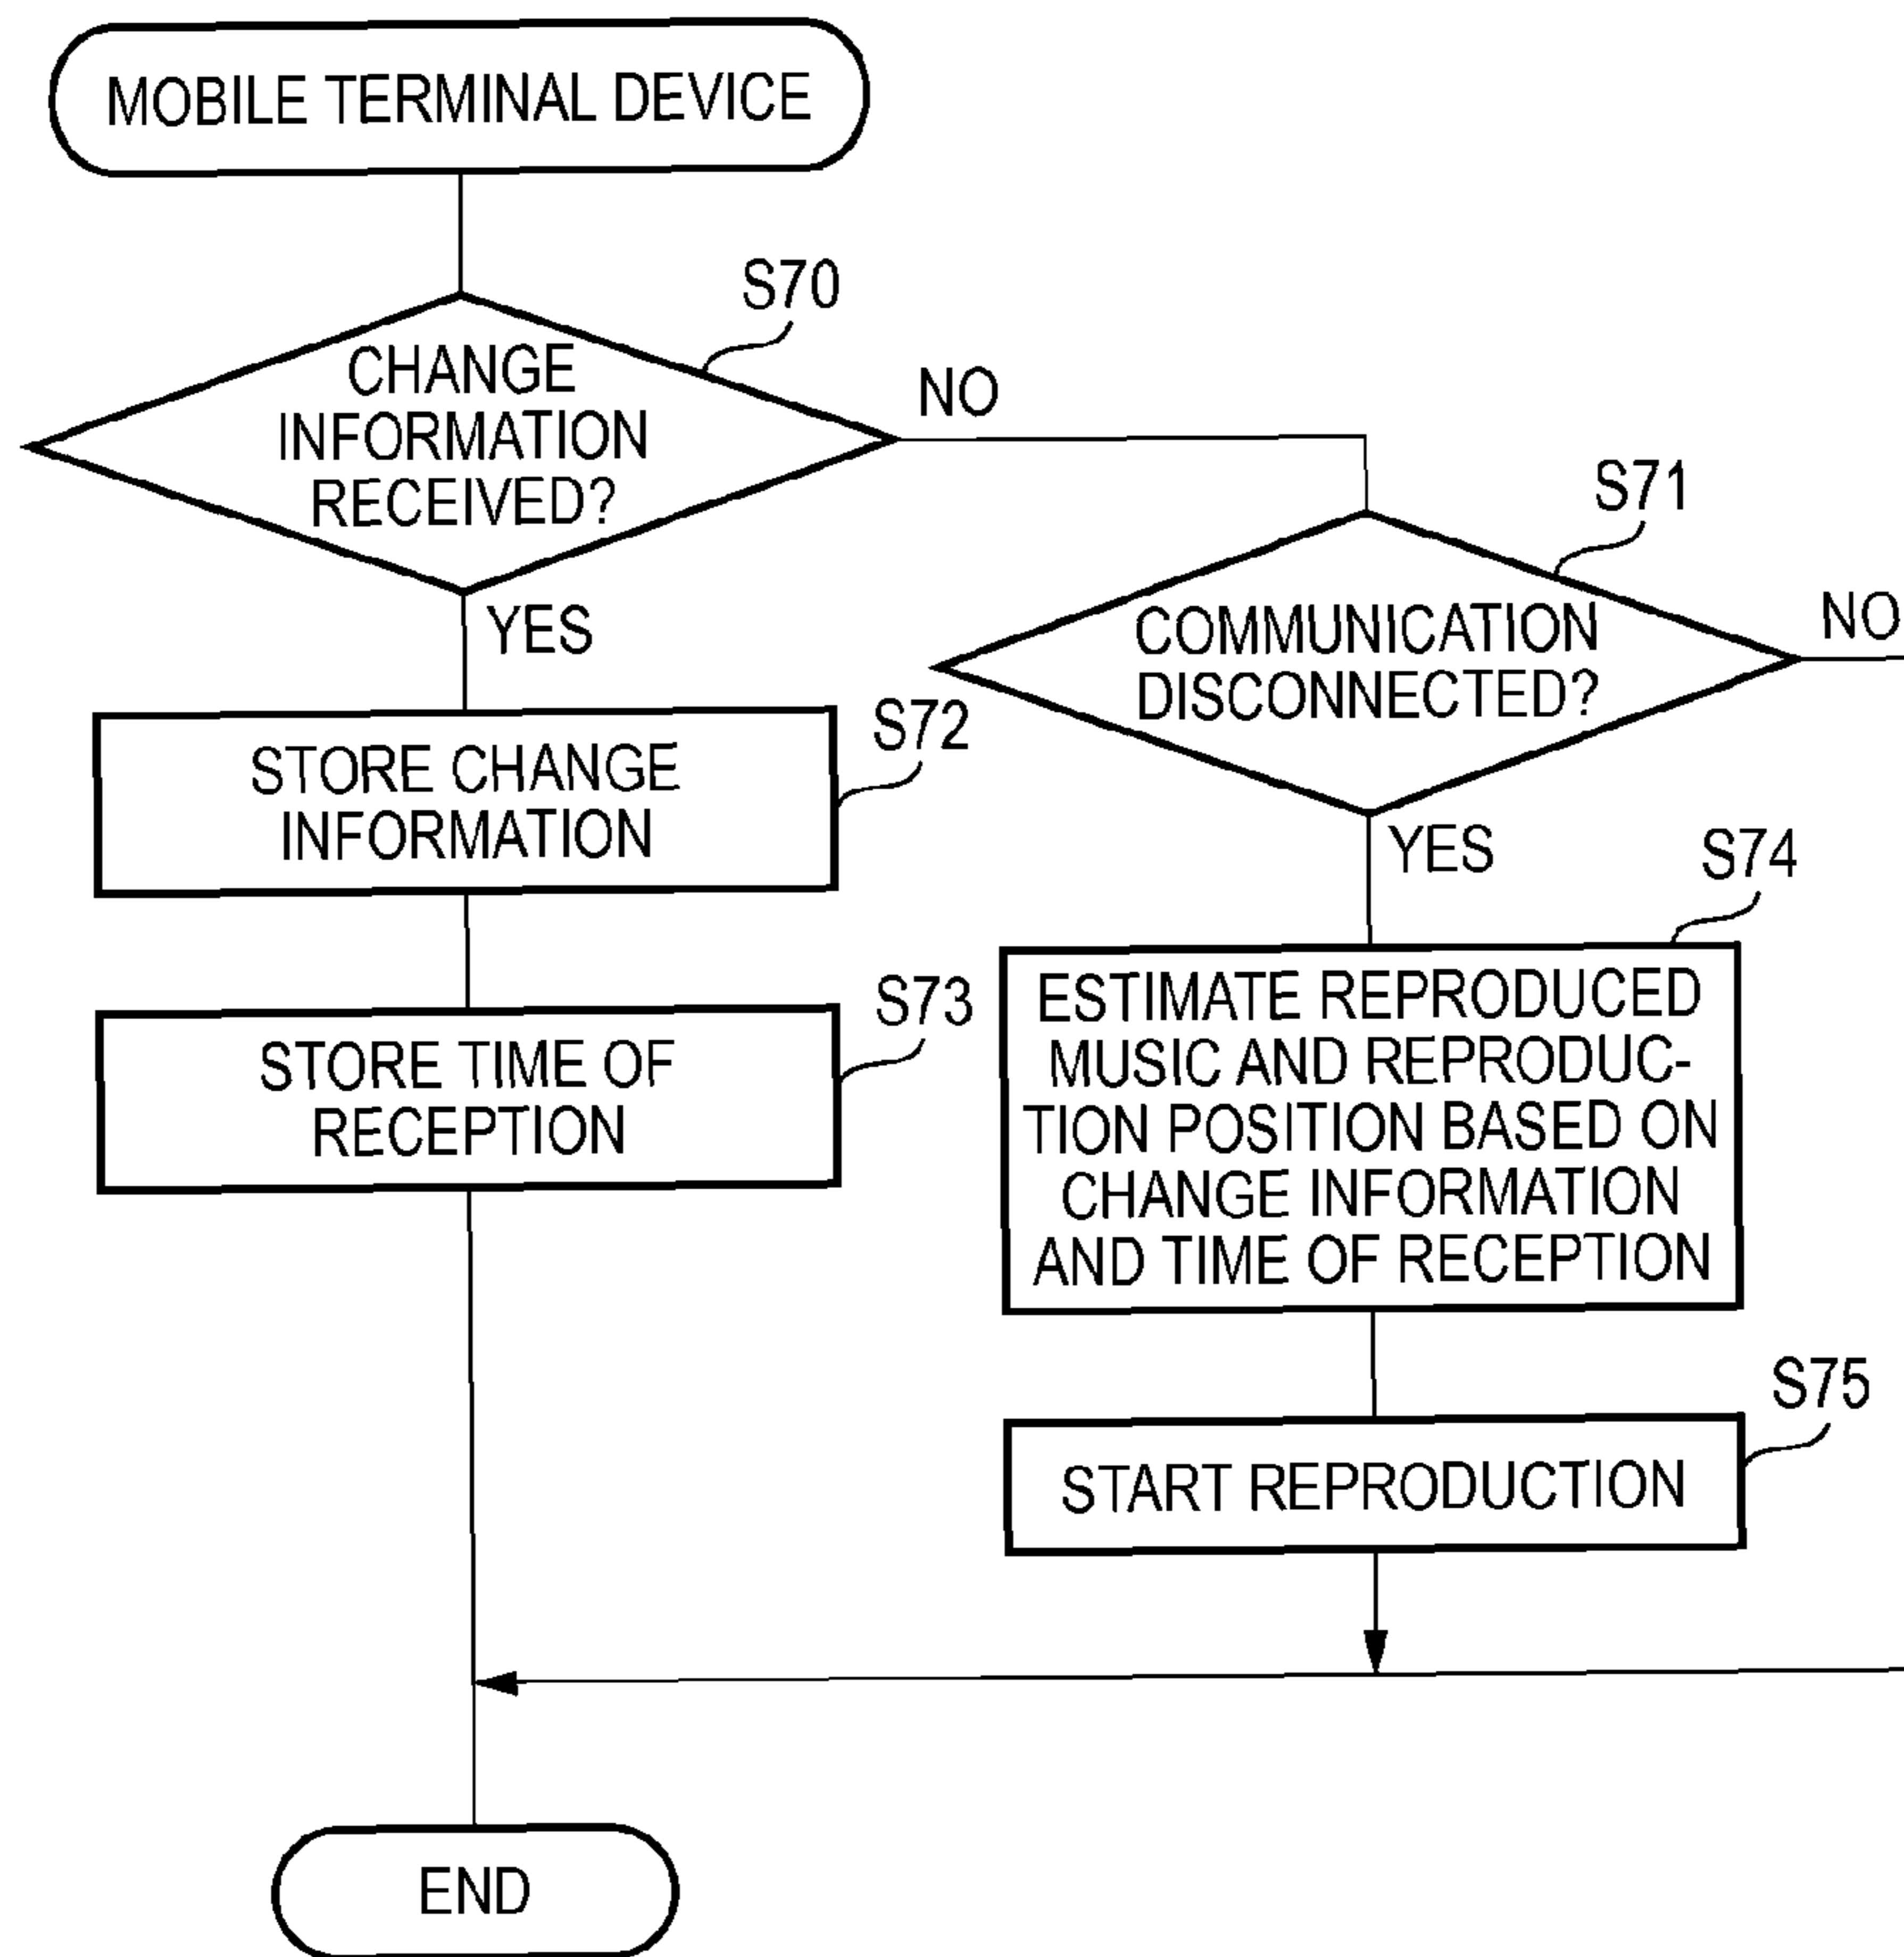 MOBILE TERMINAL DEVICE
S70
CHANGE
INFORMATION
RECEIVED?
NO
YES
S71
COMMUNICATION
DISCONNECTED?
NO
YES
S72
STORE CHANGE
INFORMATION
S73
STORE TIME OF
RECEPTION
S74
ESTIMATE REPRODUCED
MUSIC AND REPRODUC-
TION POSITION BASED ON
CHANGE INFORMATION
AND TIME OF RECEPTION
S75
START REPRODUCTION
END